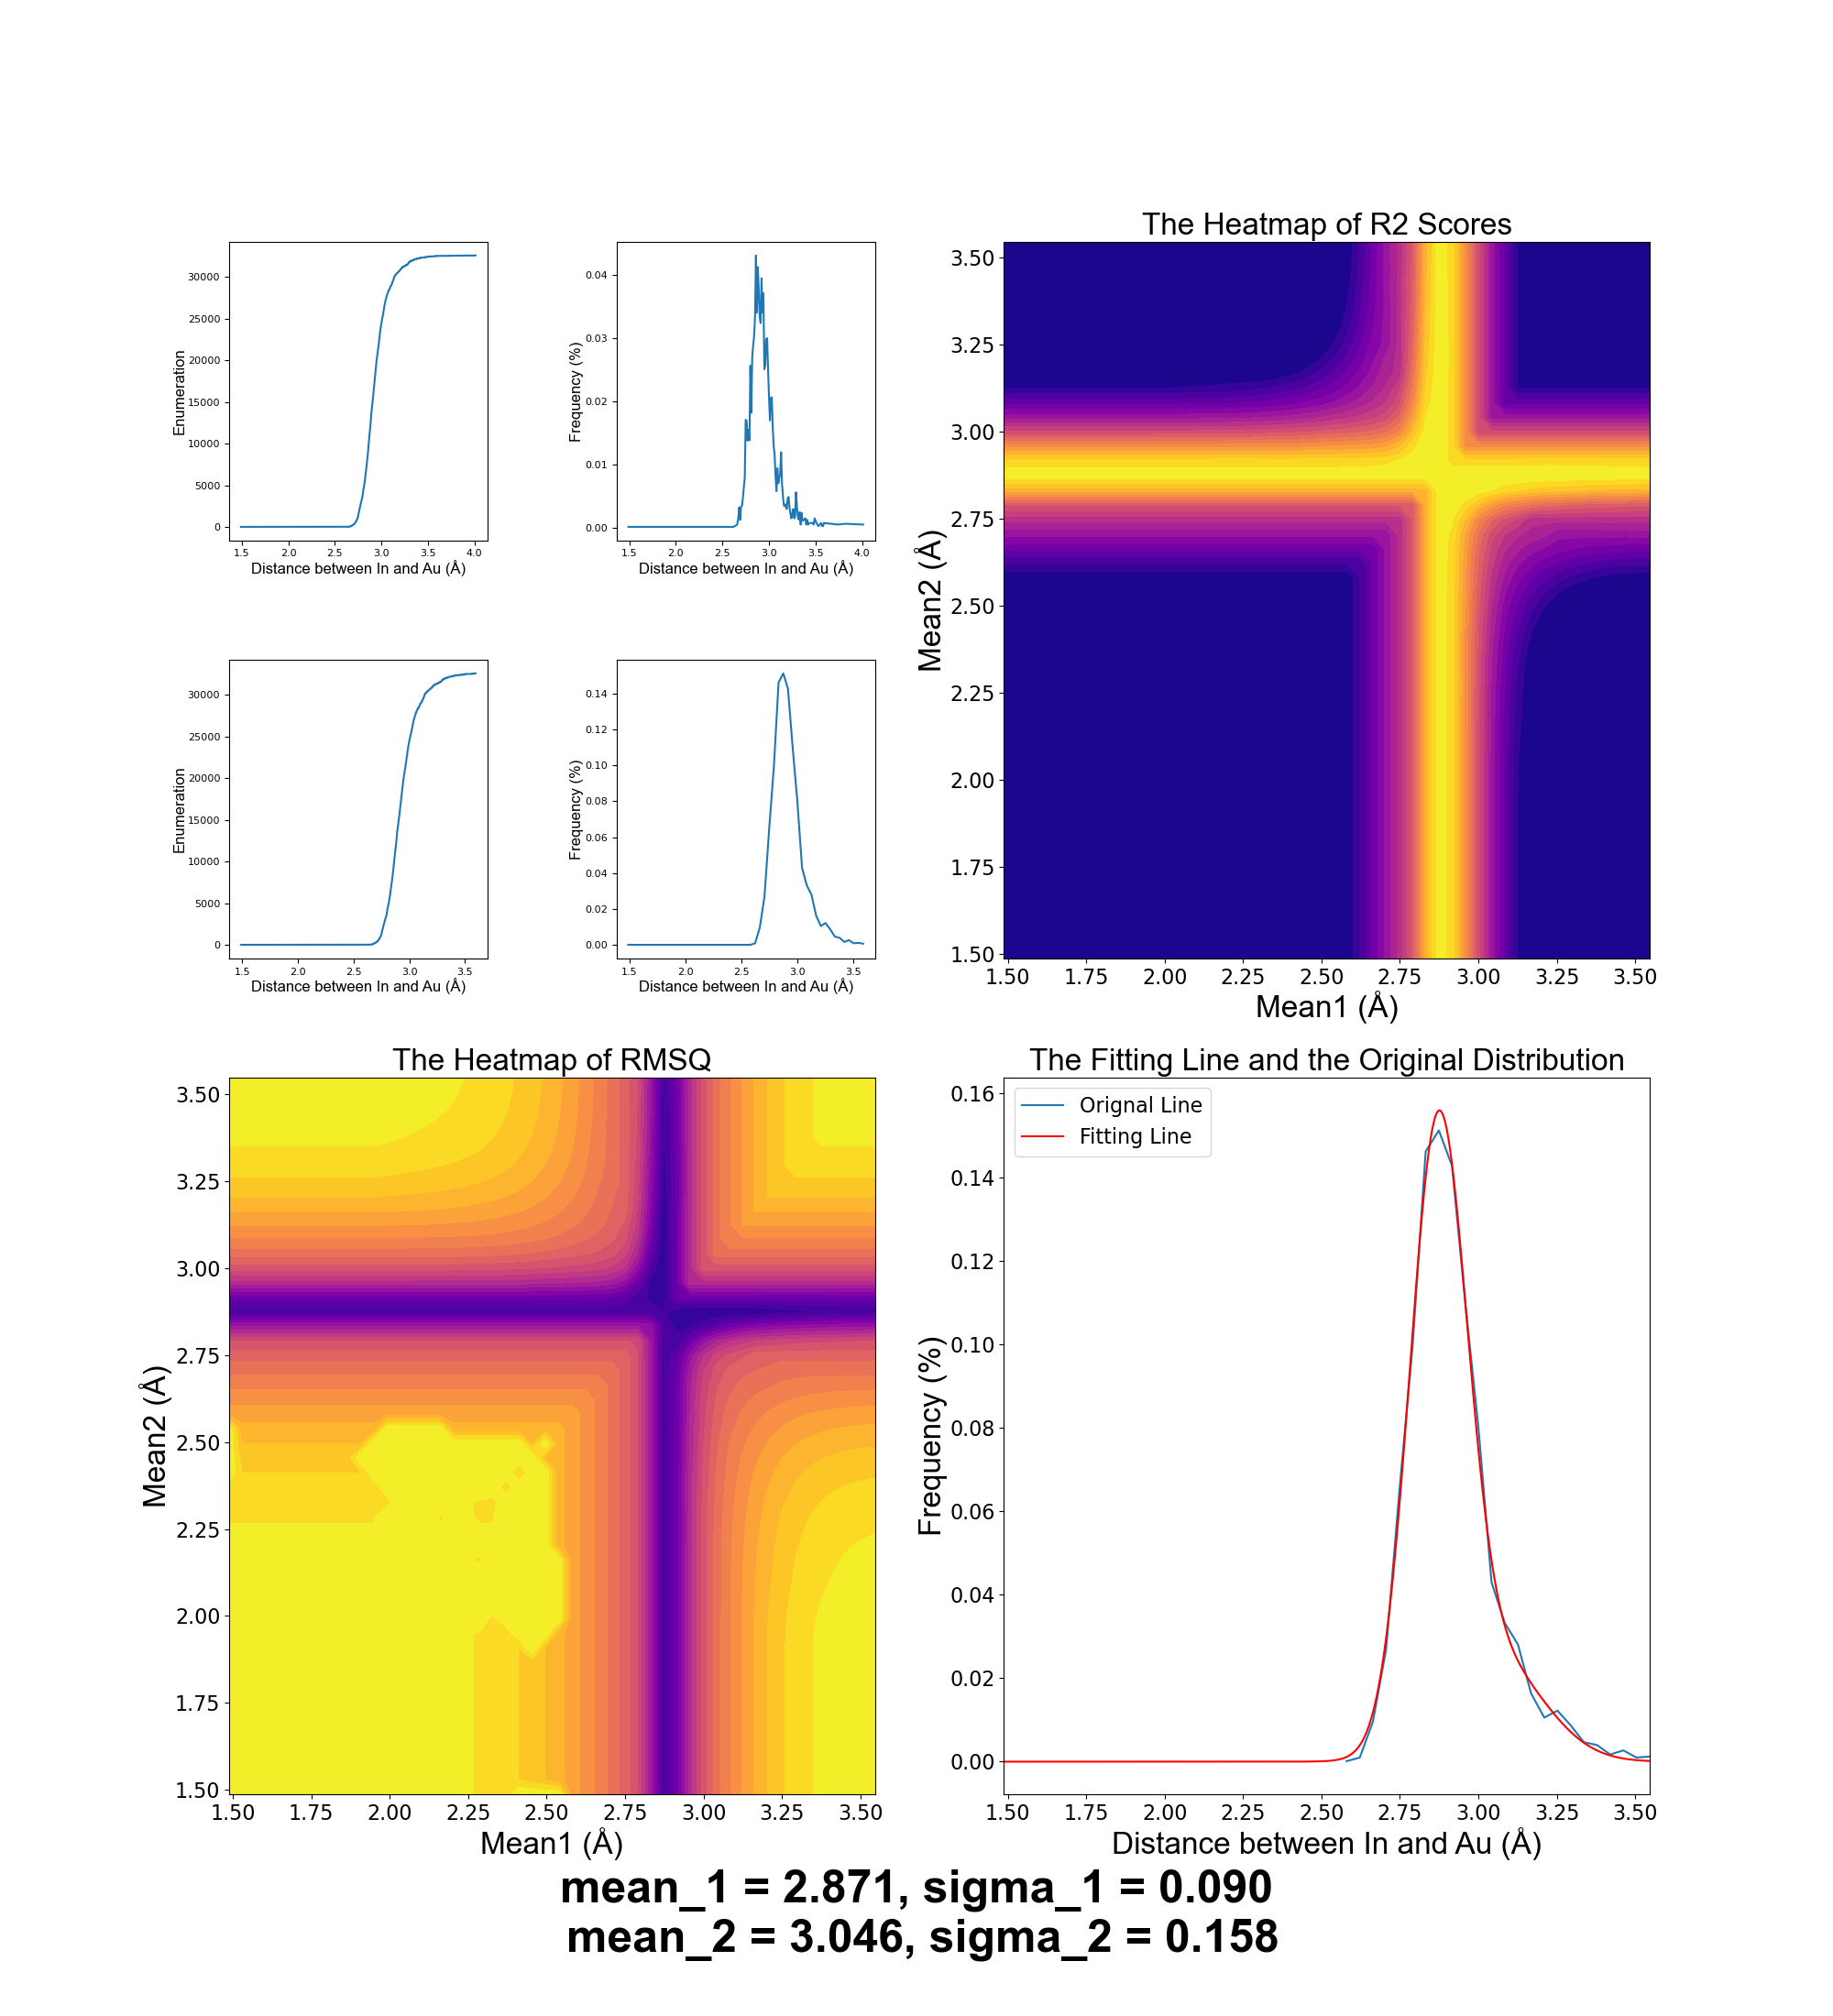 The Heatmap of R2 Scores
30000
25000
20000
15000
10000
5000
0
Enumeration
1.5 2.0 2.5 3.0 3.5 4.0
Distance between In and Au (Å)
0.04
0.03
0.02
0.01
0.00
Frequency (%)
1.5 2.0 2.5 3.0 3.5 4.0
Distance between In and Au (Å)
30000
25000
20000
15000
10000
5000
0
Enumeration
1.5 2.0 2.5 3.0 3.5
Distance between In and Au (Å)
0.14
0.12
0.10
0.08
0.06
0.04
0.02
0.00
Frequency (%)
1.5 2.0 2.5 3.0 3.5
Distance between In and Au (Å)
3.50
3.25
3.00
2.75
2.50
2.25
2.00
1.75
1.50
Mean2 (Å)
1.50 1.75 2.00 2.25 2.50 2.75 3.00 3.25 3.50
Mean1 (Å)
The Heatmap of RMSQ
3.50
3.25
3.00
2.75
2.50
2.25
2.00
1.75
1.50
Mean2 (Å)
1.50 1.75 2.00 2.25 2.50 2.75 3.00 3.25 3.50
Mean1 (Å)
The Fitting Line and the Original Distribution
Orignal Line
Fitting Line
0.16
0.14
0.12
0.10
0.08
0.06
0.04
0.02
0.00
Frequency (%)
1.50 1.75 2.00 2.25 2.50 2.75 3.00 3.25 3.50
Distance between In and Au (Å)
mean_1 = 2.871, sigma_1 = 0.090
mean_2 = 3.046, sigma_2 = 0.158